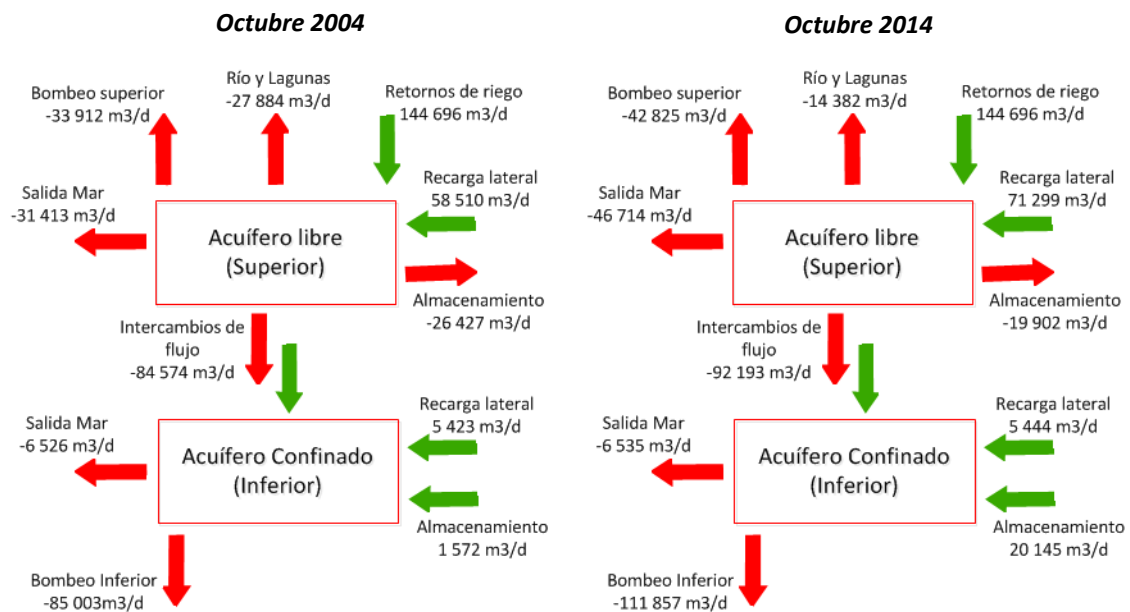 Octubre 2004
Bombeo superior
-33 912 m3/d
Río y Lagunas
-27 884 m3/d
Retornos de riego
144 696 m3/d
Salida Mar
-31 413 m3/d
Recarga lateral
58 510 m3/d
Acuífero libre
(Superior)
Almacenamiento
-26 427 m3/d
Intercambios de
flujo
-84 574 m3/d
Salida Mar
-6 526 m3/d
Recarga lateral
5 423 m3/d
Acuífero Confinado
(Inferior)
Almacenamiento
1 572 m3/d
Bombeo Inferior
-85 003m3/d
Octubre 2014
Bombeo superior
-42 825 m3/d
Río y Lagunas
-14 382 m3/d
Retornos de riego
144 696 m3/d
Salida Mar
-46 714 m3/d
Recarga lateral
71 299 m3/d
Acuífero libre
(Superior)
Almacenamiento
-19 902 m3/d
Intercambios de
flujo
-92 193 m3/d
Salida Mar
-6 535 m3/d
Recarga lateral
5 444 m3/d
Acuífero Confinado
(Inferior)
Almacenamiento
20 145 m3/d
Bombeo Inferior
-111 857 m3/d